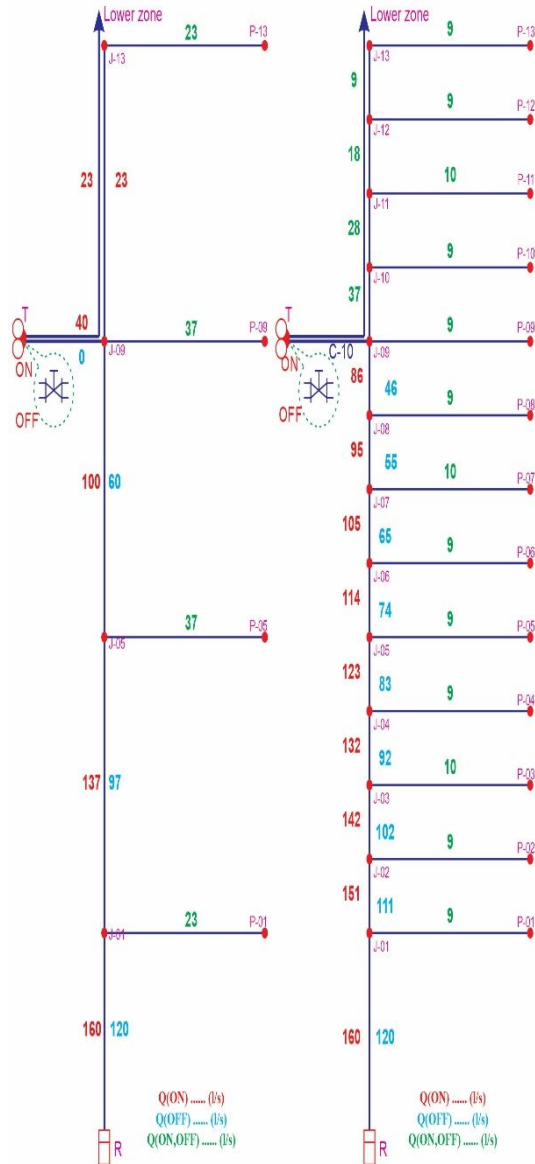 Lower zone
23
P-13
J-13
23 23
T
40
37
P-09
0
J-09
ON
OFF
100 60
37
P-05
J-05
137 97
23
P-01
J-01
160 120
Q(ON) ...... (l/s)
Q(OFF) ...... (l/s)
Q(ON,OFF) ...... (l/s)
R
Lower zone
9
P-13
J-13
9
9
P-12
J-12
18
10
P-11
J-11
28
9
P-10
J-10
37
T
9
P-09
C-10
J-09
ON
OFF
86 46
9
P-08
J-08
95 55
10
P-07
J-07
105 65
9
P-06
J-06
114 74
9
P-05
J-05
123 83
9
P-04
J-04
132 92
10
P-03
J-03
142 102
9
P-02
J-02
151 111
9
P-01
J-01
160 120
Q(ON) ...... (l/s)
Q(OFF) ...... (l/s)
Q(ON,OFF) ...... (l/s)
R